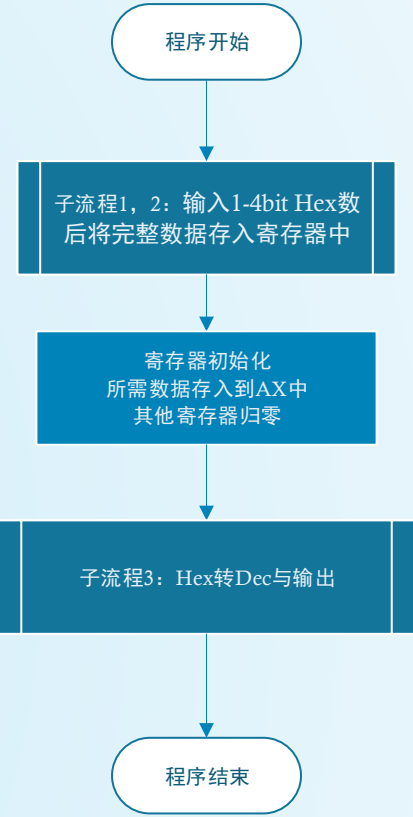 程序开始
子流程1，2：输入1-4bit Hex数
后将完整数据存入寄存器中
寄存器初始化
所需数据存入到AX中
其他寄存器归零
子流程3：Hex转Dec与输出
程序结束